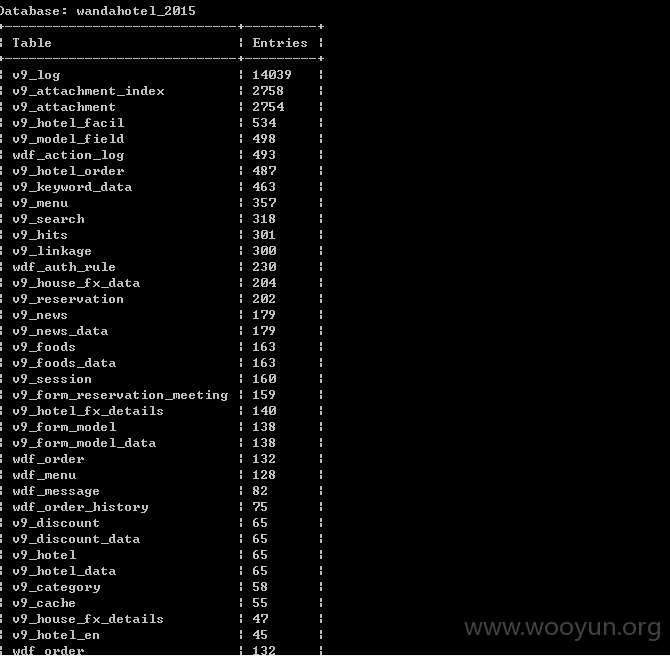 Database: wandahotel_2015
+-----------------------------+---------+
| Table                       | Entries |
+-----------------------------+---------+
| v9_log                      | 14039   |
| v9_attachment_index         | 2758    |
| v9_attachment               | 2754    |
| v9_hotel_facil              | 534     |
| v9_model_field              | 498     |
| wdf_action_log              | 493     |
| v9_hotel_order              | 487     |
| v9_keyword_data             | 463     |
| v9_menu                     | 357     |
| v9_search                   | 318     |
| v9_hits                     | 301     |
| v9_linkage                  | 300     |
| wdf_auth_rule               | 230     |
| v9_house_fx_data            | 204     |
| v9_reservation              | 202     |
| v9_news                     | 179     |
| v9_news_data                | 179     |
| v9_foods                    | 163     |
| v9_foods_data               | 163     |
| v9_session                  | 160     |
| v9_form_reservation_meeting | 159     |
| v9_hotel_fx_details         | 140     |
| v9_form_model               | 138     |
| v9_form_model_data          | 138     |
| wdf_order                   | 132     |
| wdf_menu                    | 128     |
| wdf_message                 | 82      |
| wdf_order_history           | 75      |
| v9_discount                 | 65      |
| v9_discount_data            | 65      |
| v9_hotel                    | 65      |
| v9_hotel_data               | 65      |
| v9_category                 | 58      |
| v9_cache                    | 55      |
| v9_house_fx_details         | 47      |
| v9_hotel_en                 | 45      |
| wdf_order                   | 132     |
www.wooyun.org